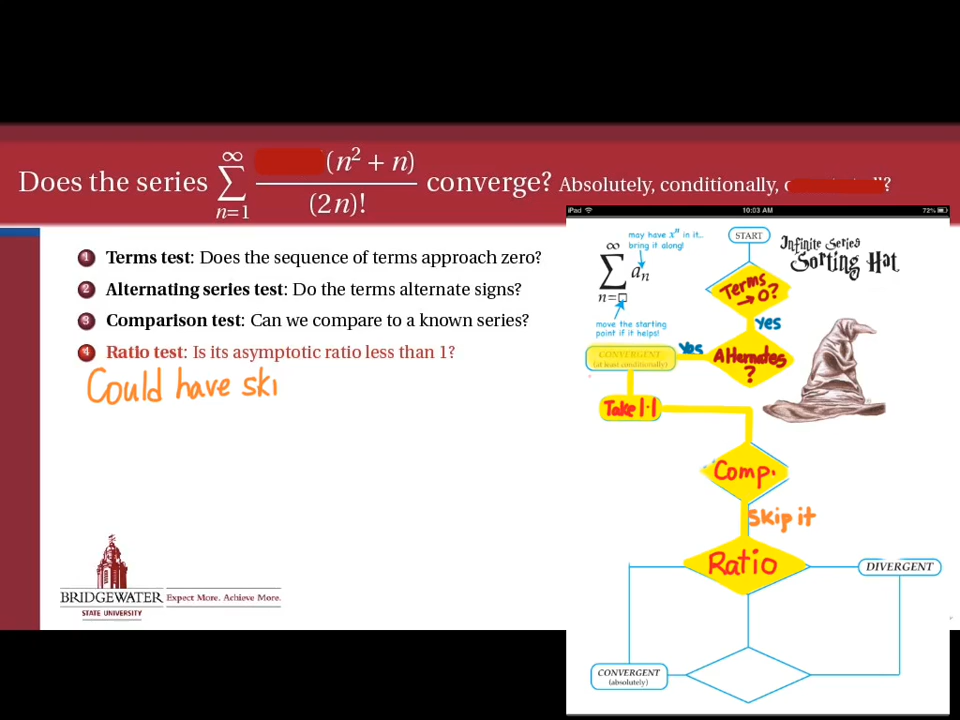 Does the series ∞ ∑ n=1 (n² + n) / (2n)! converge? Absolutely, conditionally, ?
1 Terms test: Does the sequence of terms approach zero?
2 Alternating series test: Do the terms alternate signs?
3 Comparison test: Can we compare to a known series?
4 Ratio test: Is its asymptotic ratio less than 1?
Could have ski
BRIDGEWATER
STATE UNIVERSITY
Expect More. Achieve More.
iPad 10:03 AM 72%
may have xⁿ in it..
bring it along!
∞ ∑ n=□ aₙ
move the starting
point if it helps!
START
Infinite Series
Sorting Hat
Terms
→0?
yes
Alternates
?
yes
CONVERGENT
(at least conditionally)
Take |·|
Comp.
skip it
Ratio
DIVERGENT
CONVERGENT
(absolutely)